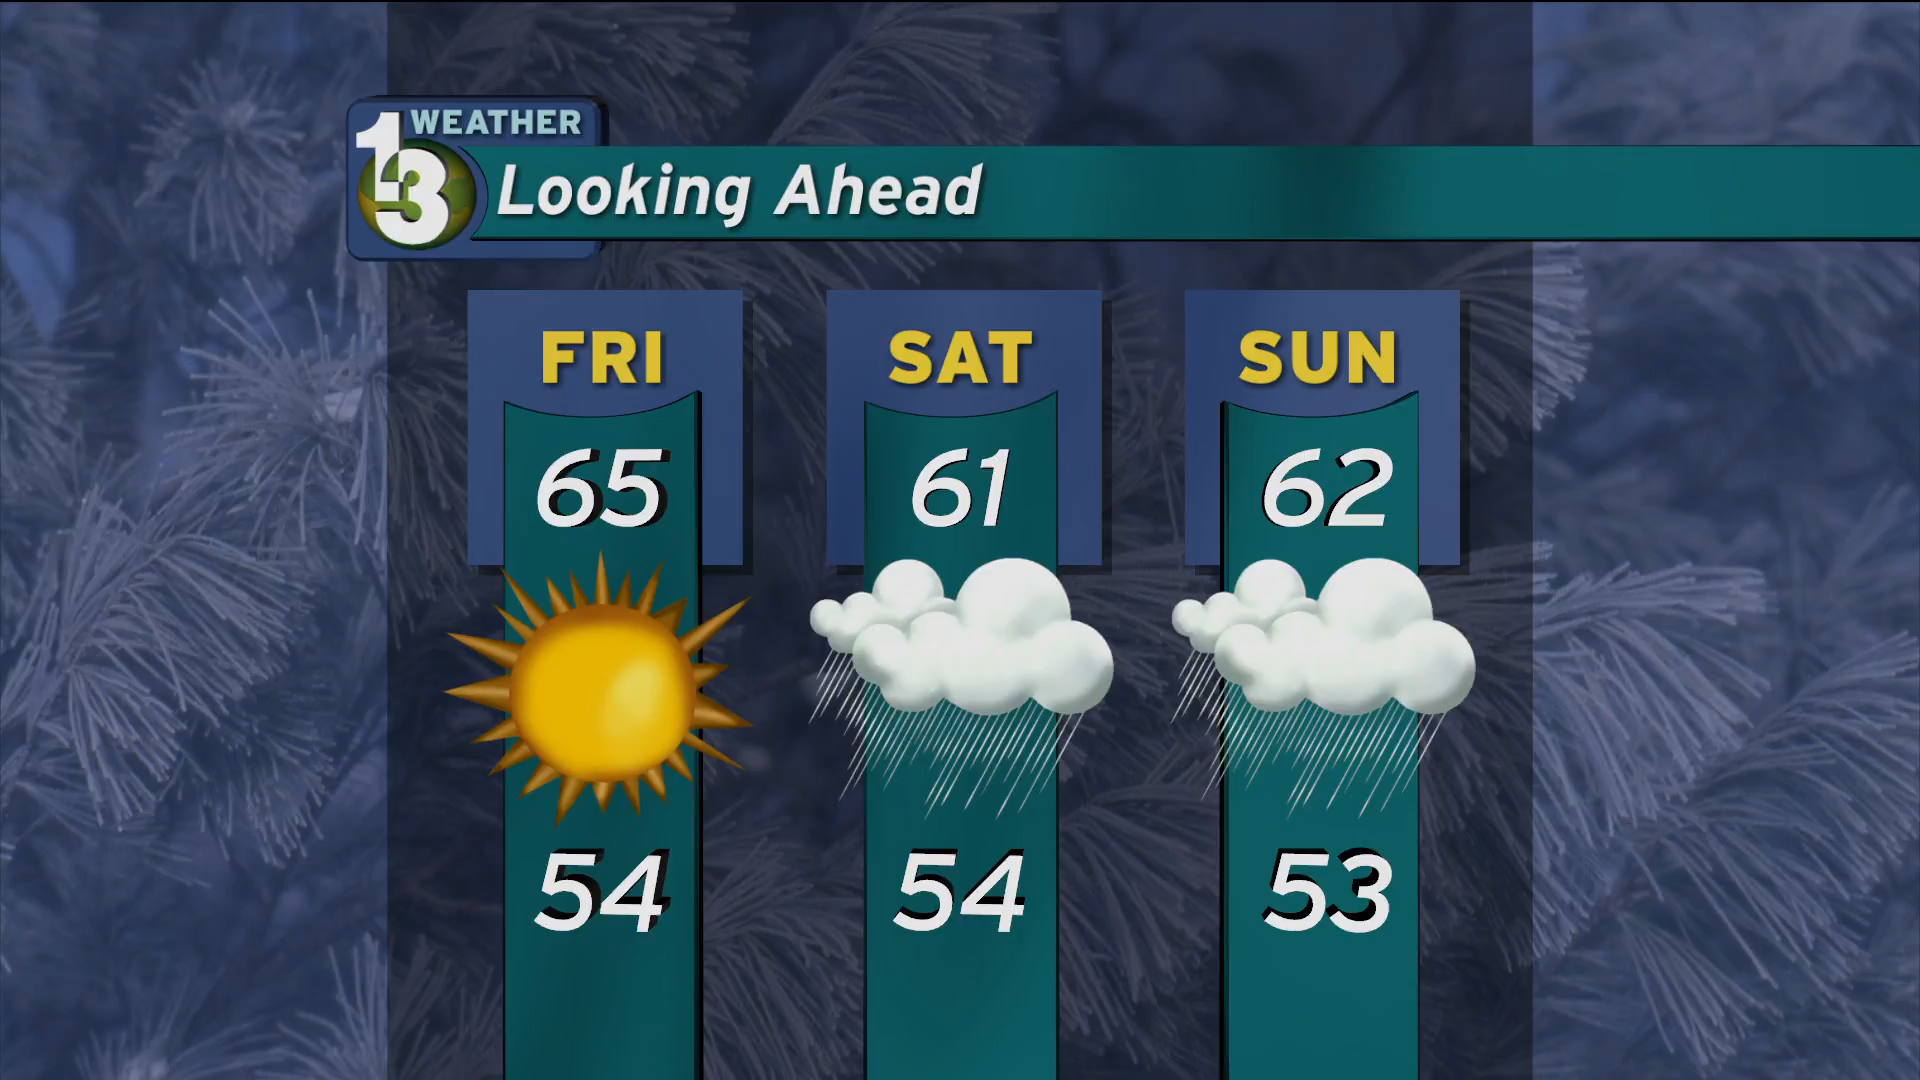 WEATHER
13
Looking Ahead
FRI SAT SUN
65 61 62
54 54 53